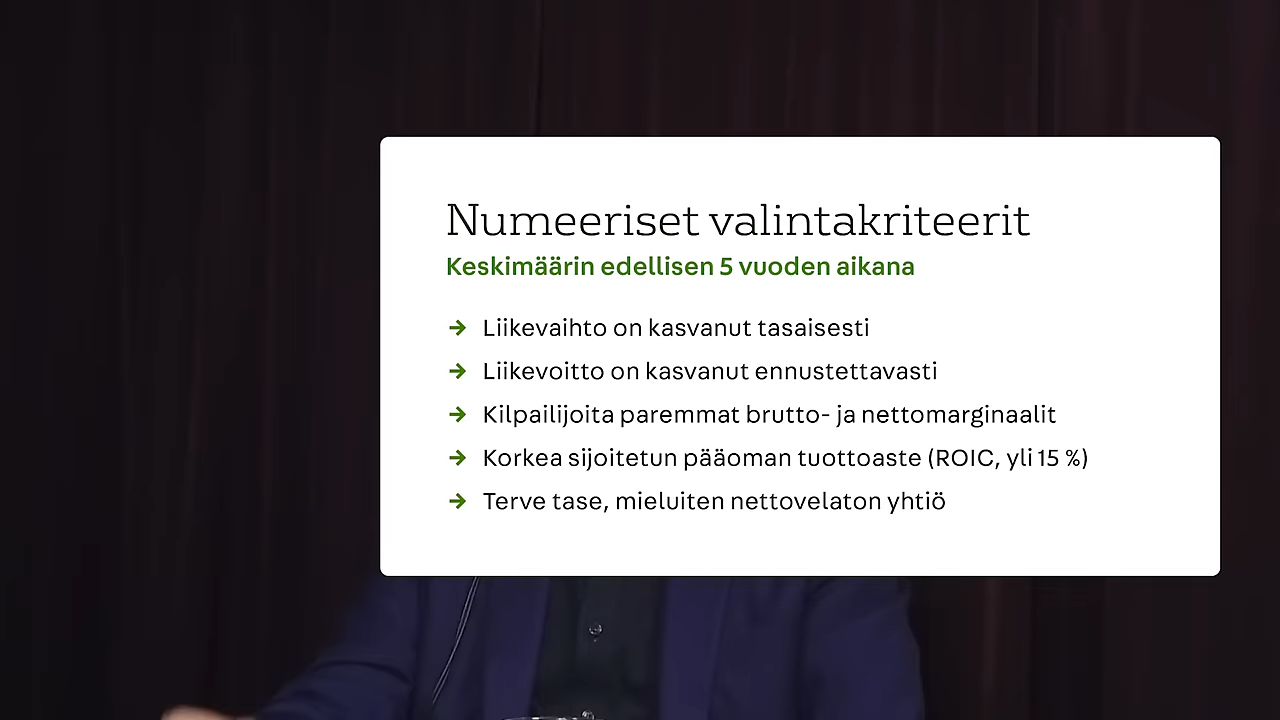 Numeeriset valintakriteerit
Keskimäärin edellisen 5 vuoden aikana
→ Liikevaihto on kasvanut tasaisesti
→ Liikevoitto on kasvanut ennustettavasti
→ Kilpailijoita paremmat brutto- ja nettomarginaalit
→ Korkea sijoitetun pääoman tuottoaste (ROIC, yli 15 %)
→ Terve tase, mieluiten nettovelaton yhtiö